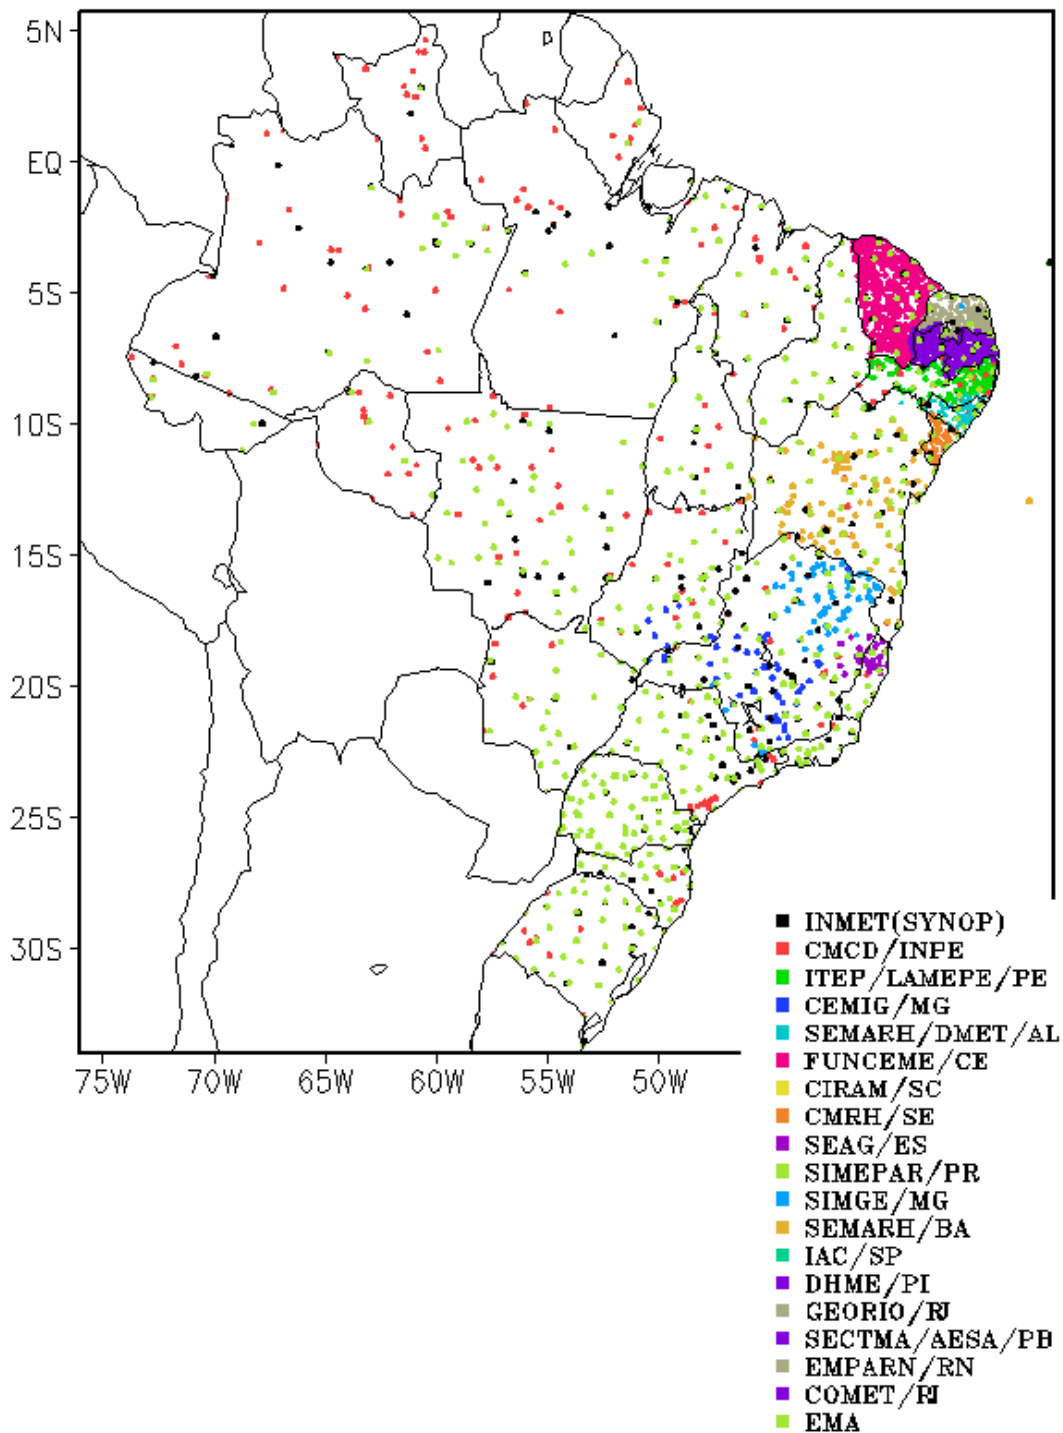 5N
EQ
5S
10S
15S
20S
25S
30S
75W 70W 65W 60W 55W 50W
INMET(SYNOP)
CMCD/INPE
ITEP/LAMEPE/PE
CEMIG/MG
SEMARH/DMET/AL
FUNCEME/CE
CIRAM/SC
CMRH/SE
SEAG/ES
SIMEPAR/PR
SIMGE/MG
SEMARH/BA
IAC/SP
DHME/PI
GEORIO/RJ
SECTMA/AESA/PB
EMPARN/RN
COMET/RJ
EMA